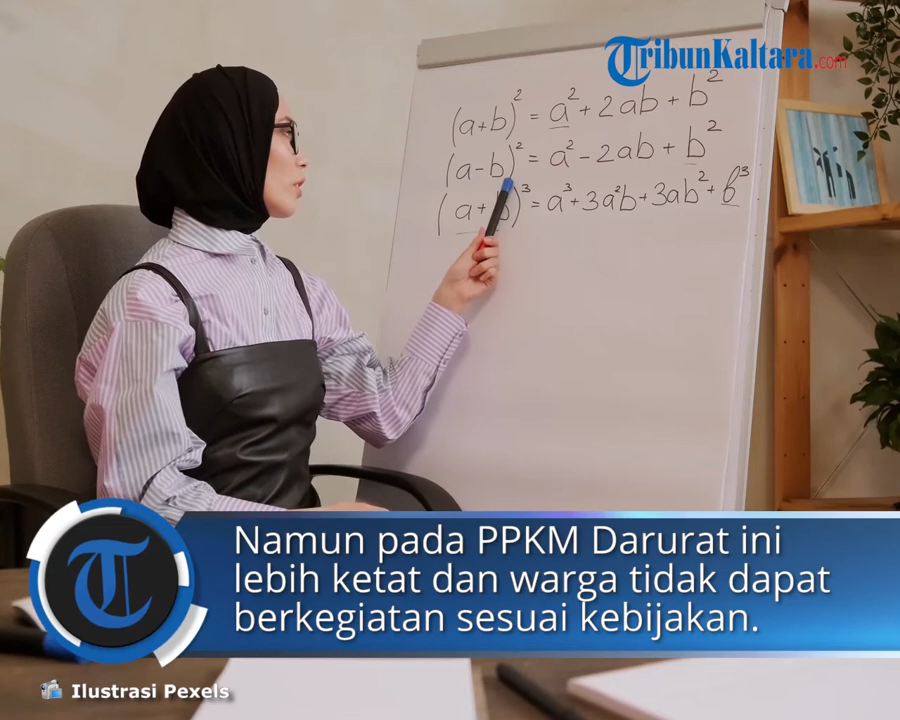 TribunKaltara.com
(a+b)² = a² + 2ab + b²
(a-b)² = a² - 2ab + b²
(a+b)³ = a³ + 3a²b + 3ab² + b³
Namun pada PPKM Darurat ini
lebih ketat dan warga tidak dapat
berkegiatan sesuai kebijakan.
T
Ilustrasi Pexels